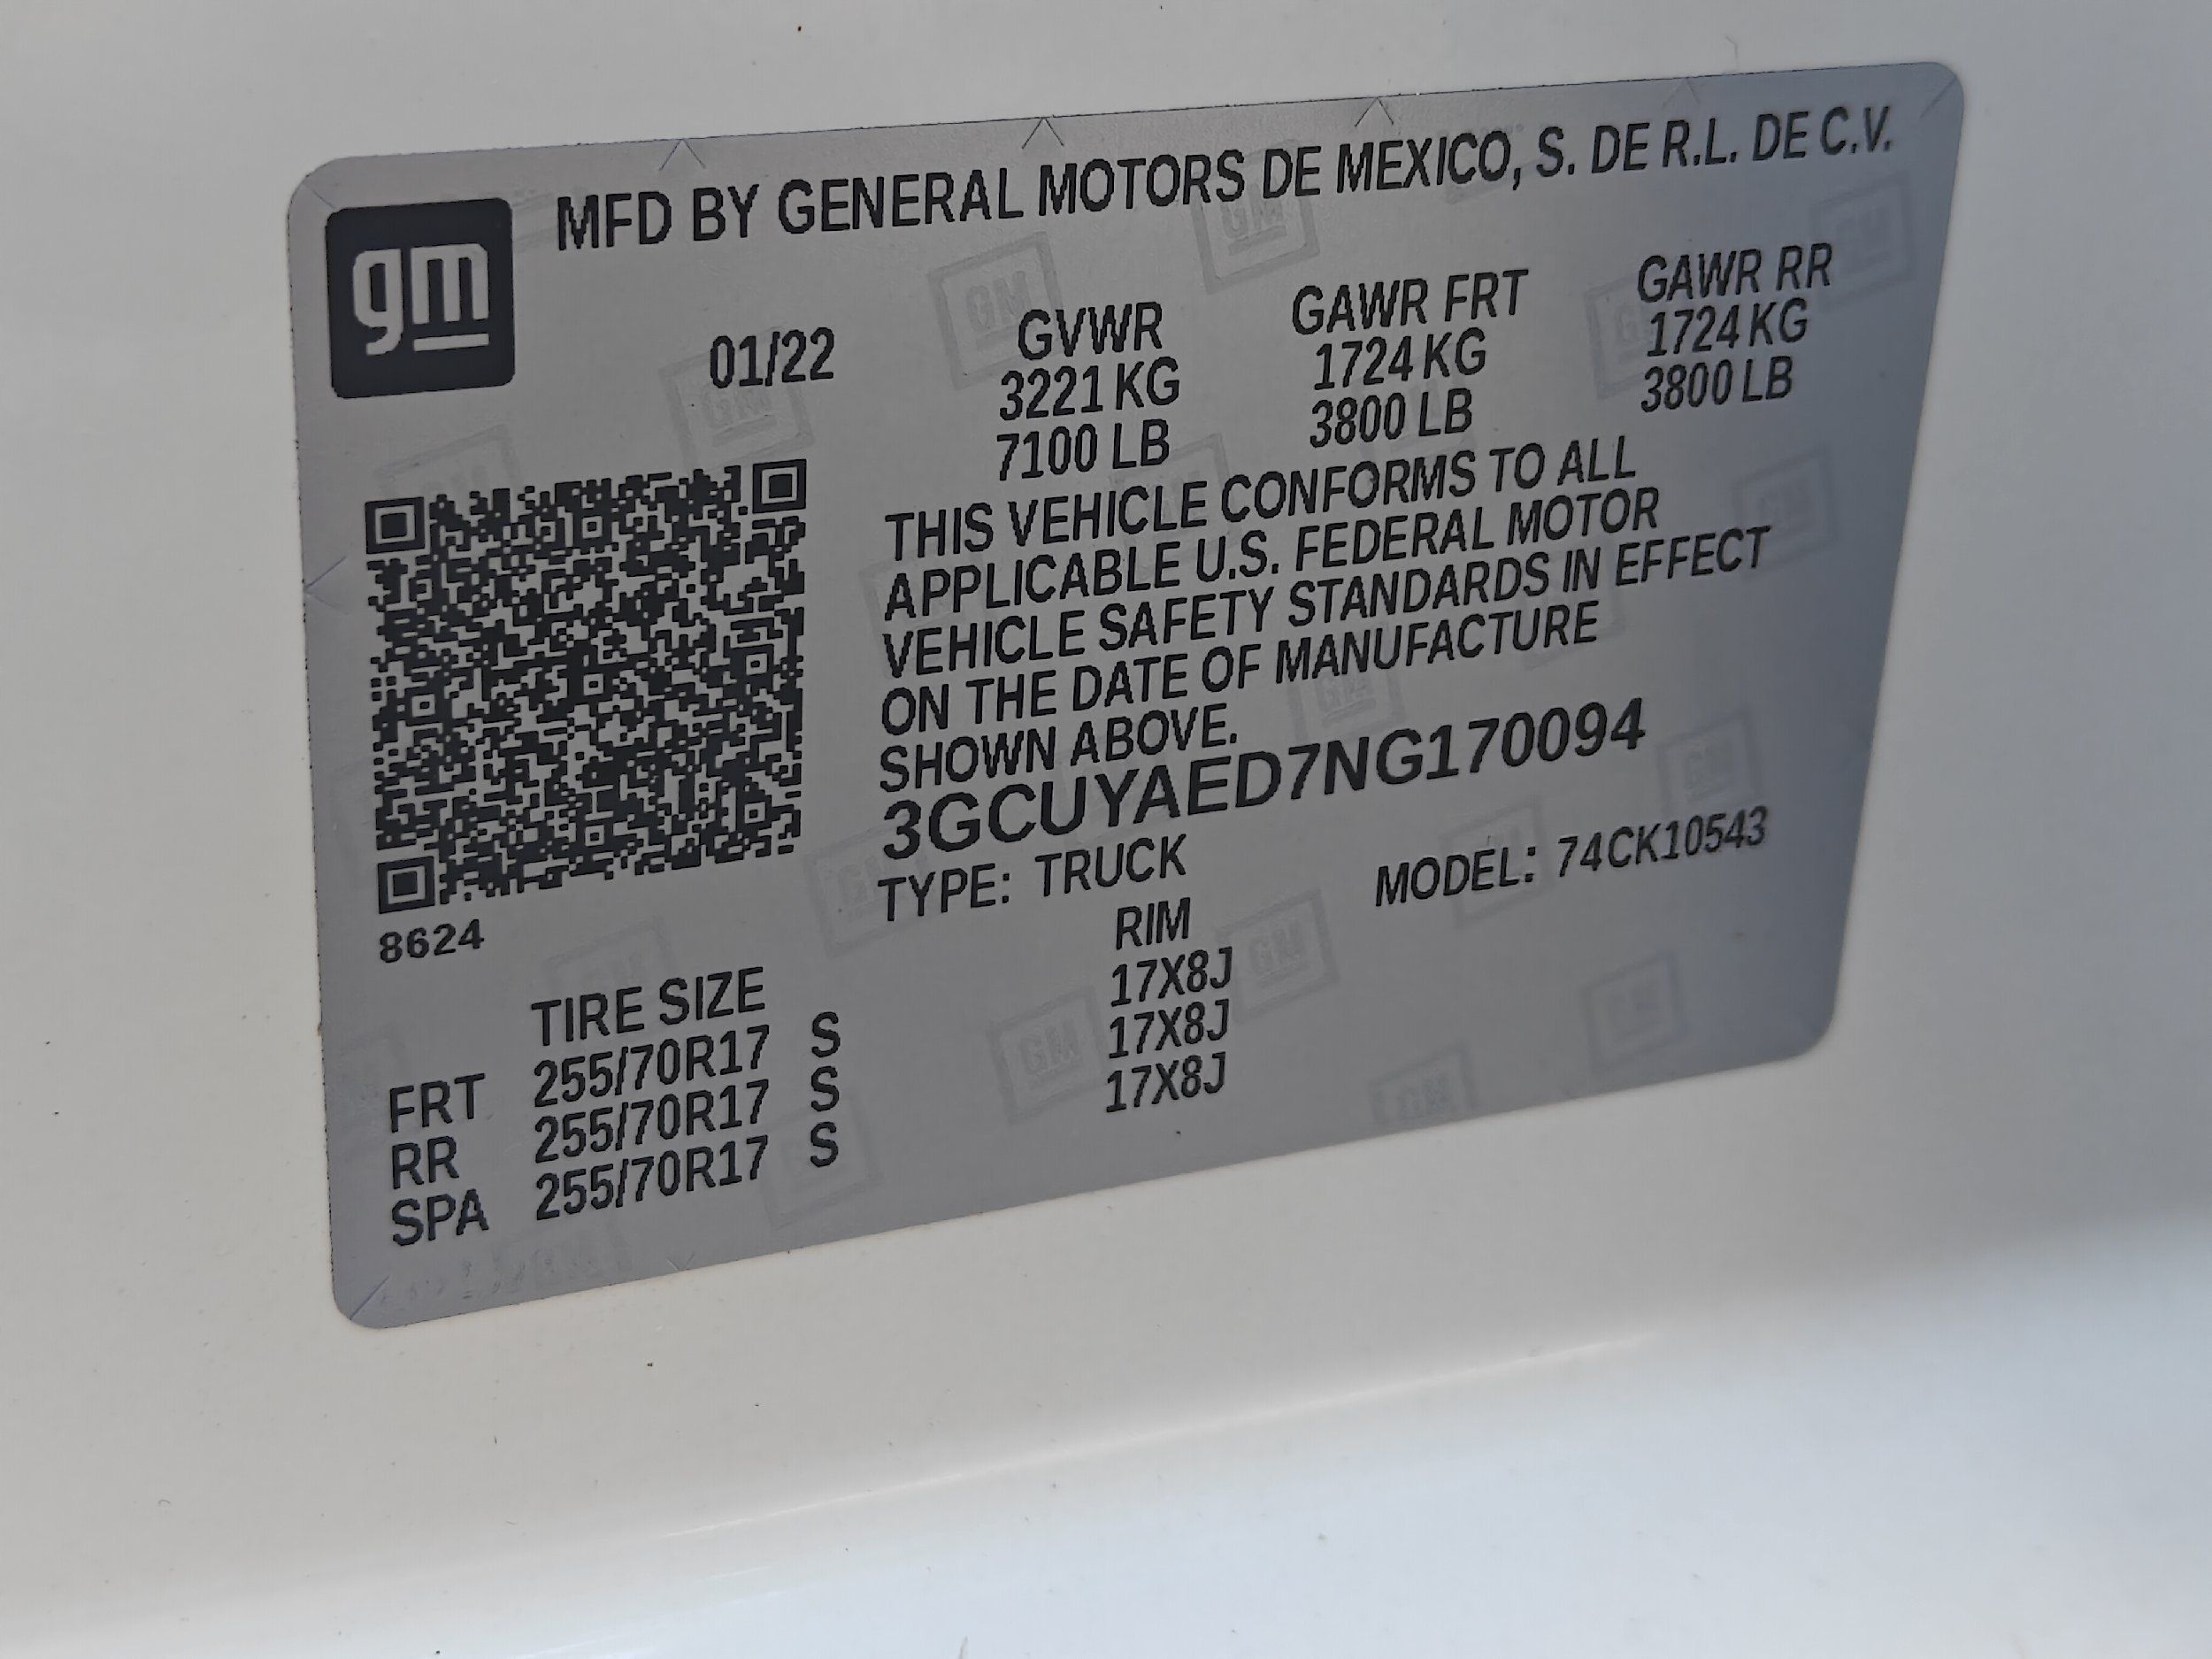 gm
MFD BY GENERAL MOTORS DE MEXICO, S. DE R.L. DE C.V.
01/22 GVWR GAWR FRT GAWR RR
3221 KG 1724 KG 1724 KG
7100 LB 3800 LB 3800 LB
THIS VEHICLE CONFORMS TO ALL
APPLICABLE U.S. FEDERAL MOTOR
VEHICLE SAFETY STANDARDS IN EFFECT
ON THE DATE OF MANUFACTURE
SHOWN ABOVE.
3GCUYAED7NG170094
TYPE: TRUCK MODEL: 74CK10543
8624
TIRE SIZE RIM
FRT 255/70R17 S 17X8J
RR 255/70R17 S 17X8J
SPA 255/70R17 S 17X8J